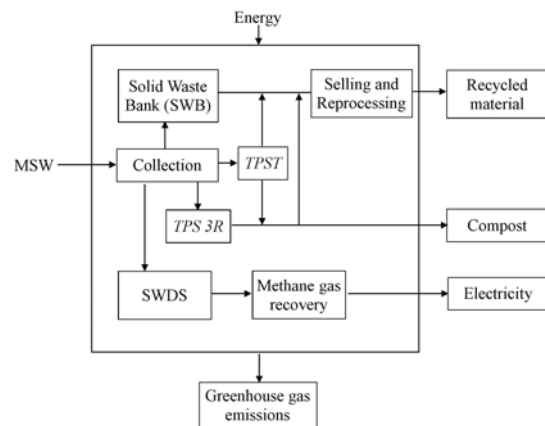 Energy
Solid Waste
Bank (SWB)
Selling and
Reprocessing
Recycled
material
MSW
Collection
TPST
TPS 3R
Compost
SWDS
Methane gas
recovery
Electricity
Greenhouse gas
emissions